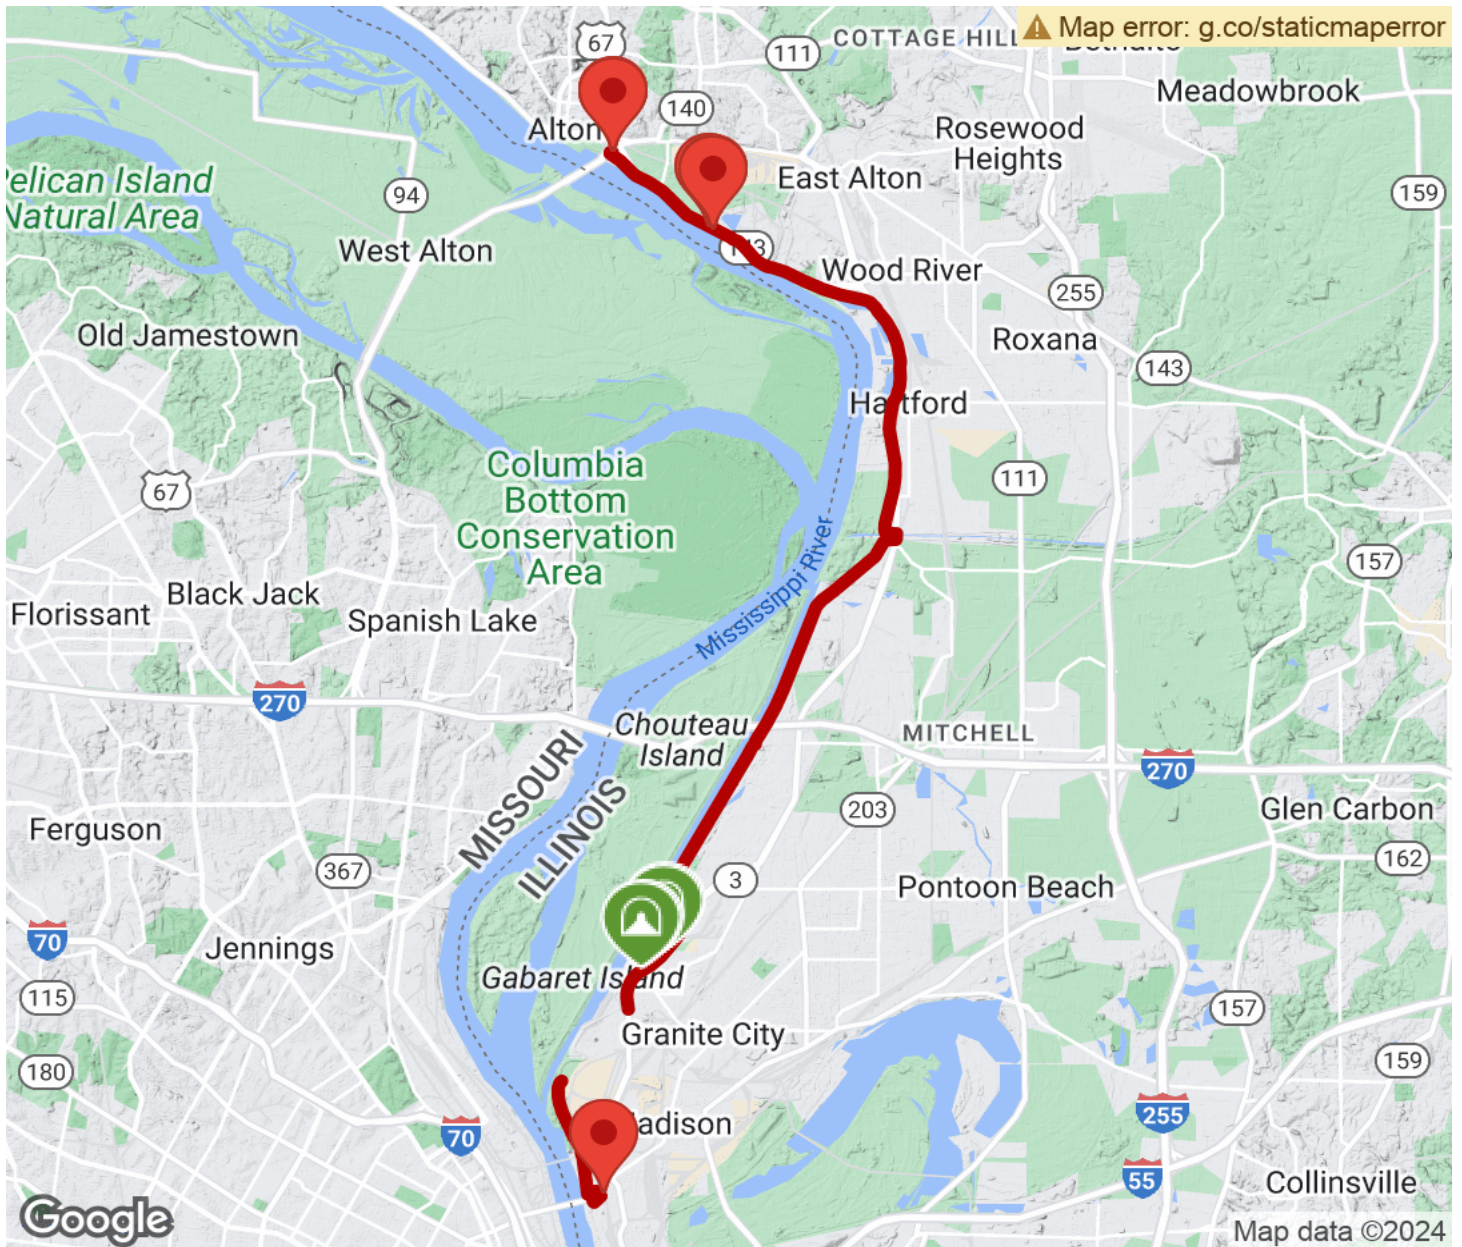 Map error: g.co/staticmaperror
67
111
COTTAGE HILL
Meadowbrook
140
Alton
Rosewood
Heights
East Alton
Pelican Island
Natural Area
94
159
West Alton
143
Wood River
255
Old Jamestown
Roxana
143
Hartford
Columbia
Bottom
Conservation
Area
67
111
Mississippi River
157
Black Jack
Florissant
Spanish Lake
270
Chouteau
Island
MITCHELL
MISSOURI
ILLINOIS
270
203
Glen Carbon
Ferguson
162
367
3
Pontoon Beach
70
Jennings
Gabaret Island
115
157
Granite City
159
180
255
70
adison
55
Collinsville
Google
Map data ©2024